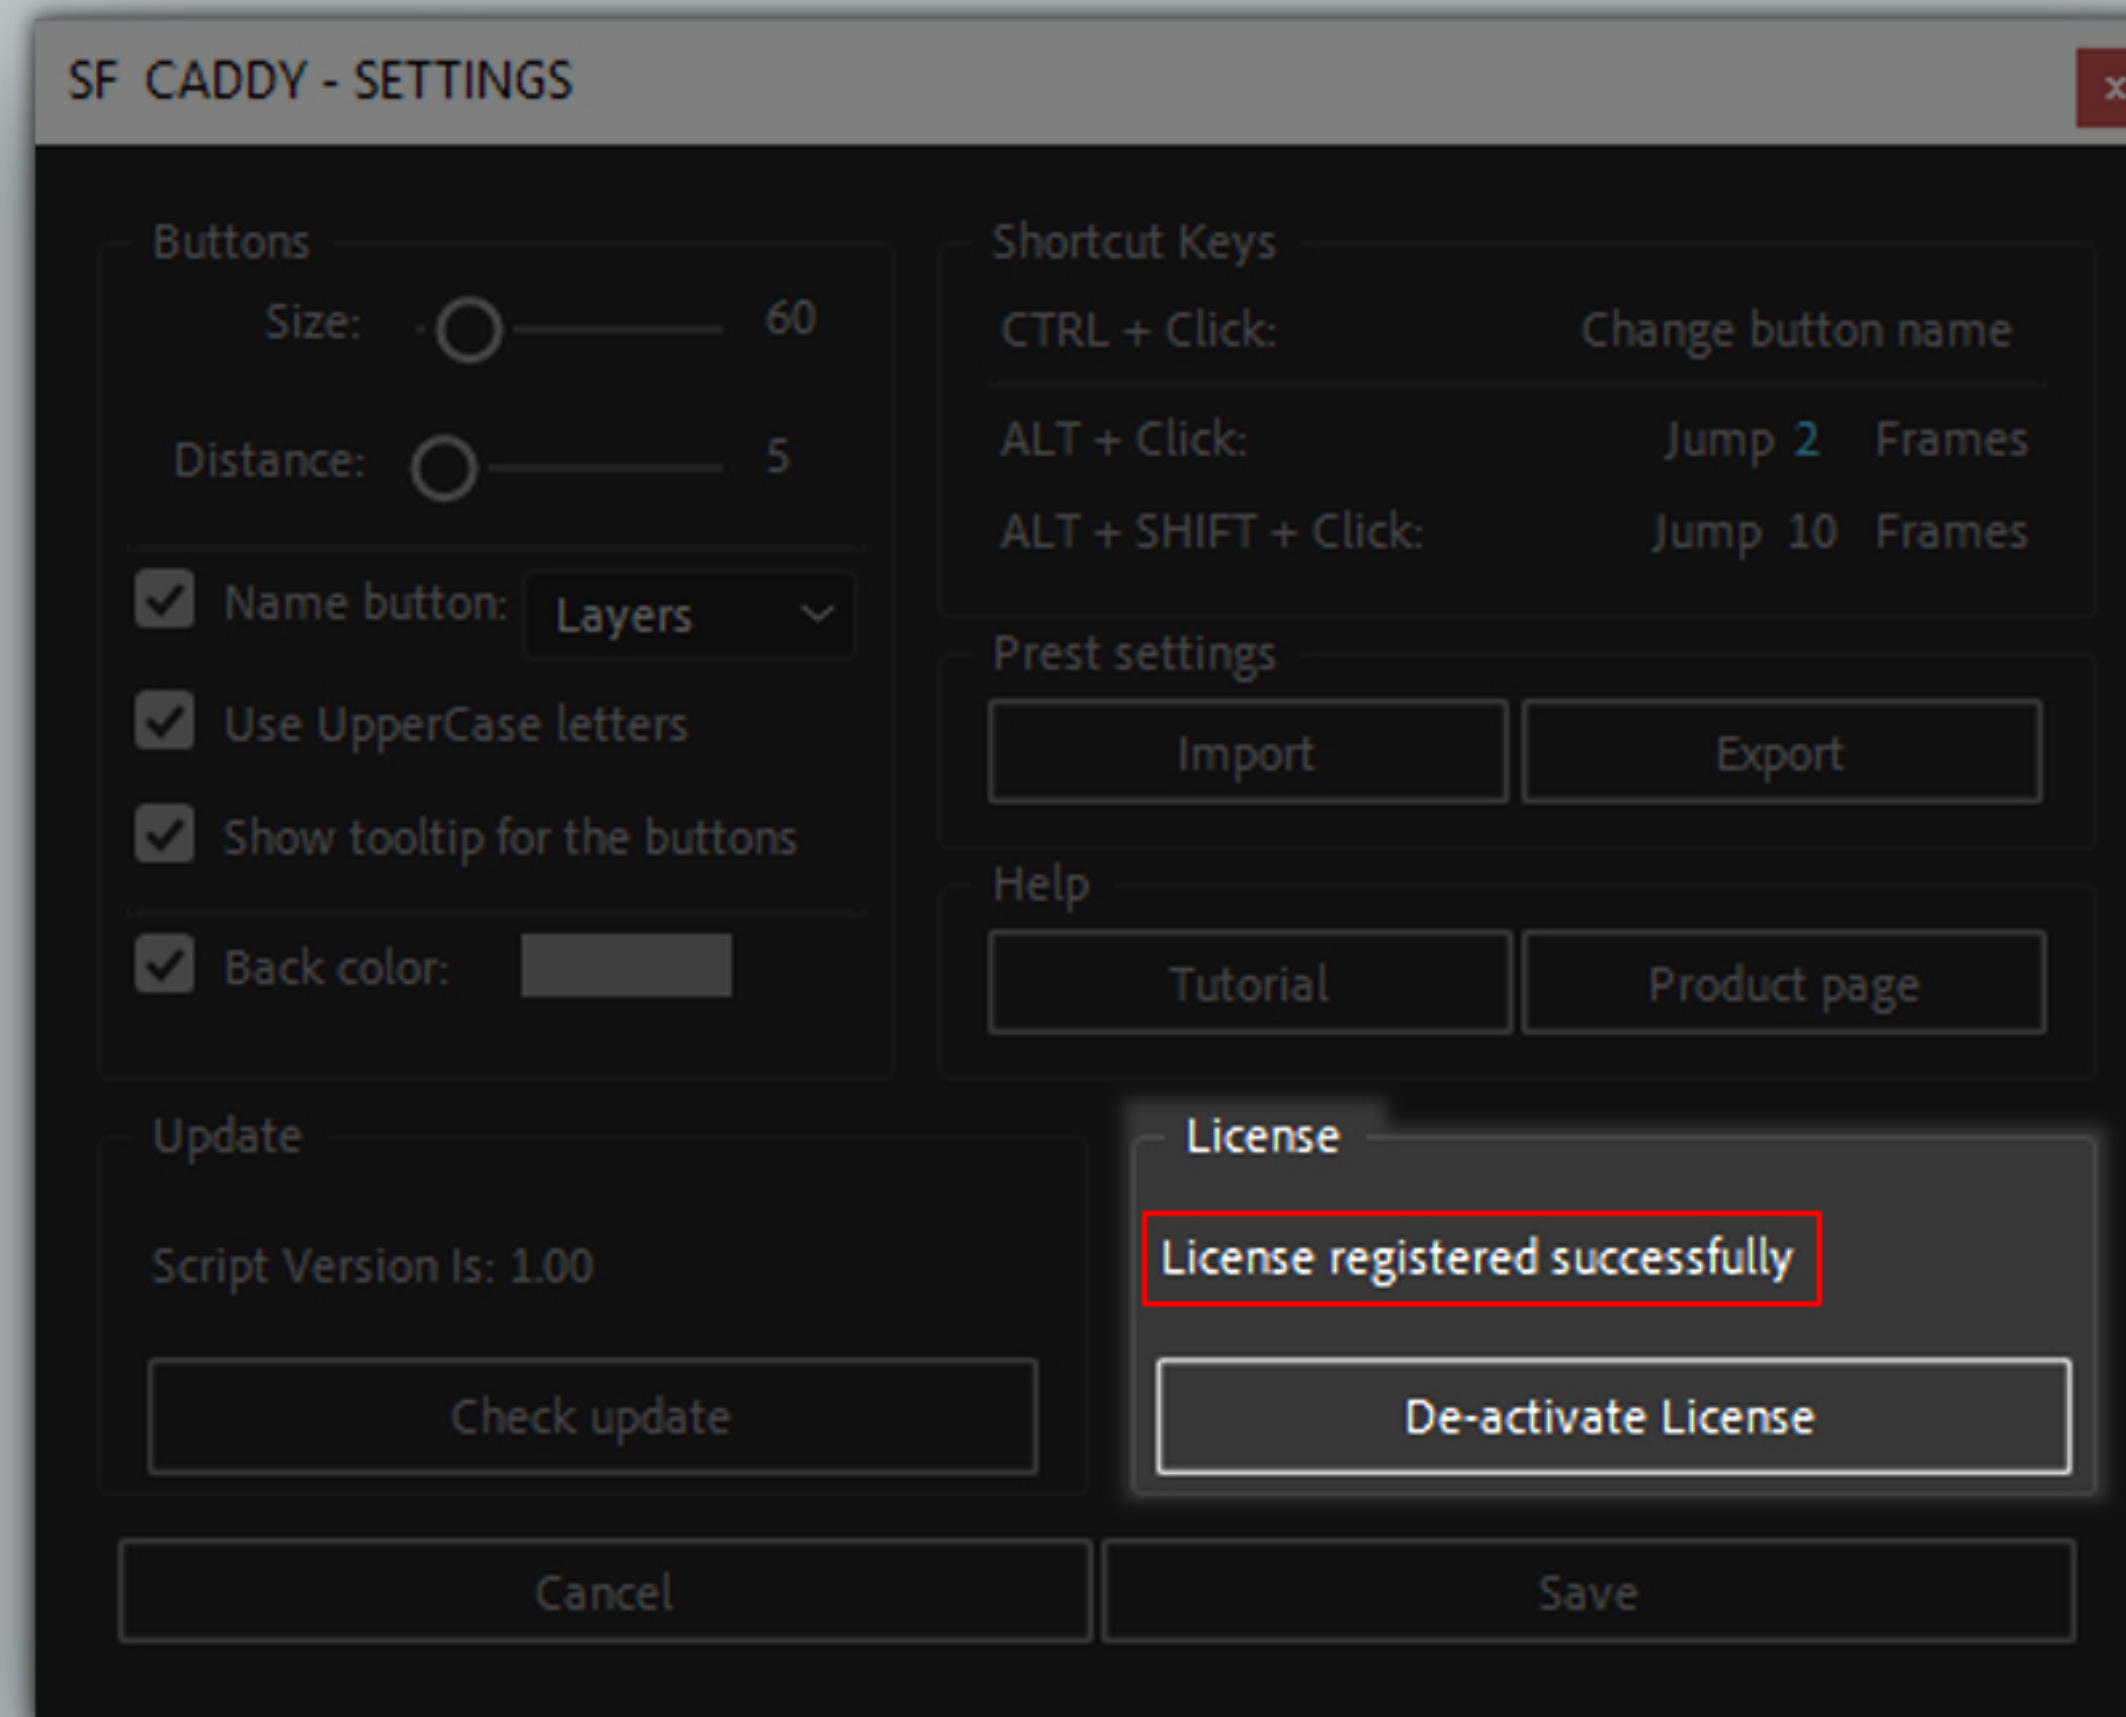 SF CADDY - SETTINGS
x
Buttons
Size: 60
Distance: 5
Name button: Layers
Use UpperCase letters
Show tooltip for the buttons
Back color:
Shortcut Keys
CTRL + Click: Change button name
ALT + Click: Jump 2 Frames
ALT + SHIFT + Click: Jump 10 Frames
Prest settings
Import Export
Help
Tutorial Product page
Update
Script Version Is: 1.00
Check update
License
License registered successfully
De-activate License
Cancel Save